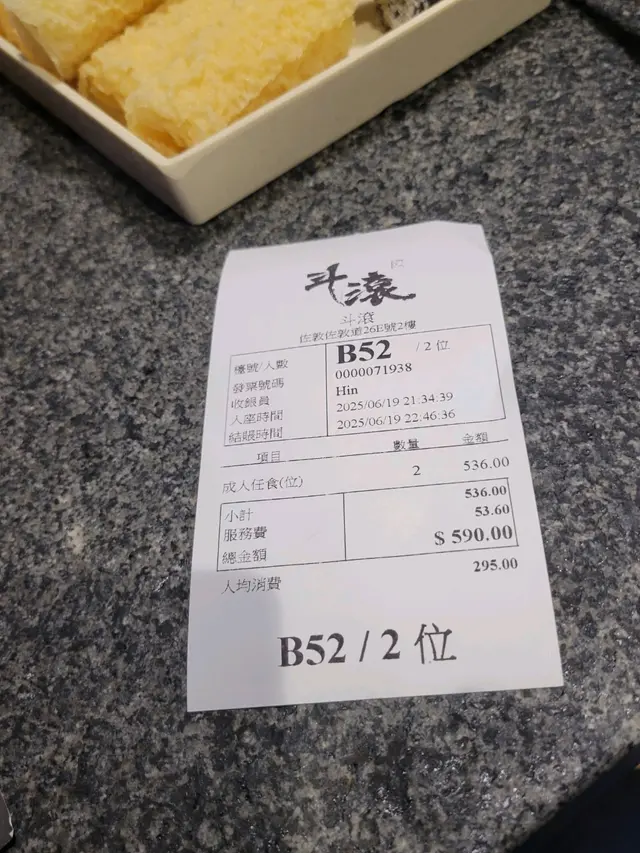 斗滾
斗滾
佐敦佐敦道26E號2樓
檯號/人數 B52 / 2 位
發票號碼 0000071938
收銀員 Hin
入座時間 2025/06/19 21:34:39
結賬時間 2025/06/19 22:46:36
項目 數量 金額
成人任食(位) 2 536.00
小計 536.00
服務費 53.60
總金額 $ 590.00
人均消費 295.00
B52 / 2 位